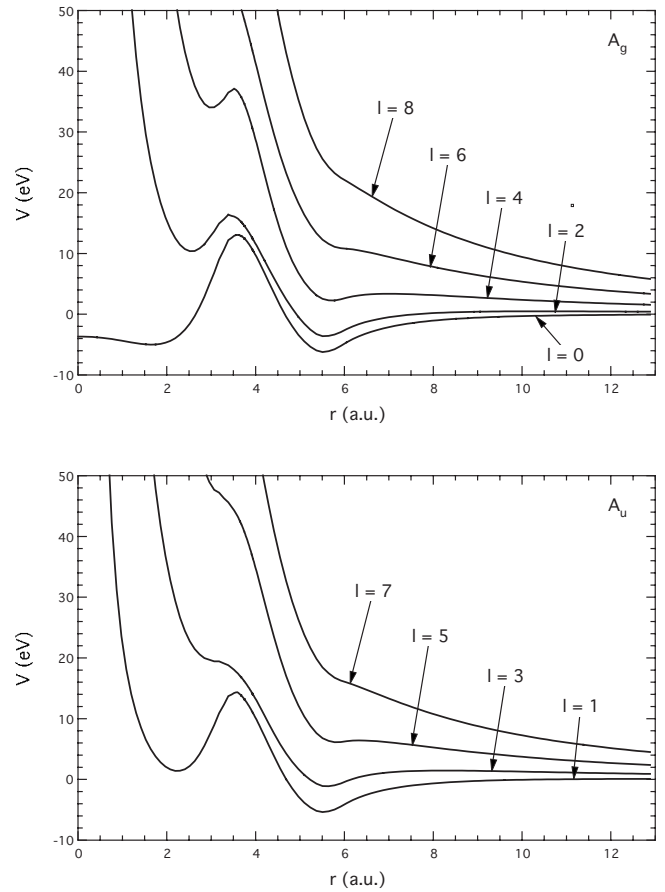 50
40
30
20
10
0
-10
V (eV)
A_g
l = 8
l = 6
l = 4
l = 2
l = 0
0 2 4 6 8 10 12
r (a.u.)
50
40
30
20
10
0
-10
V (eV)
A_u
l = 7
l = 5
l = 3
l = 1
0 2 4 6 8 10 12
r (a.u.)